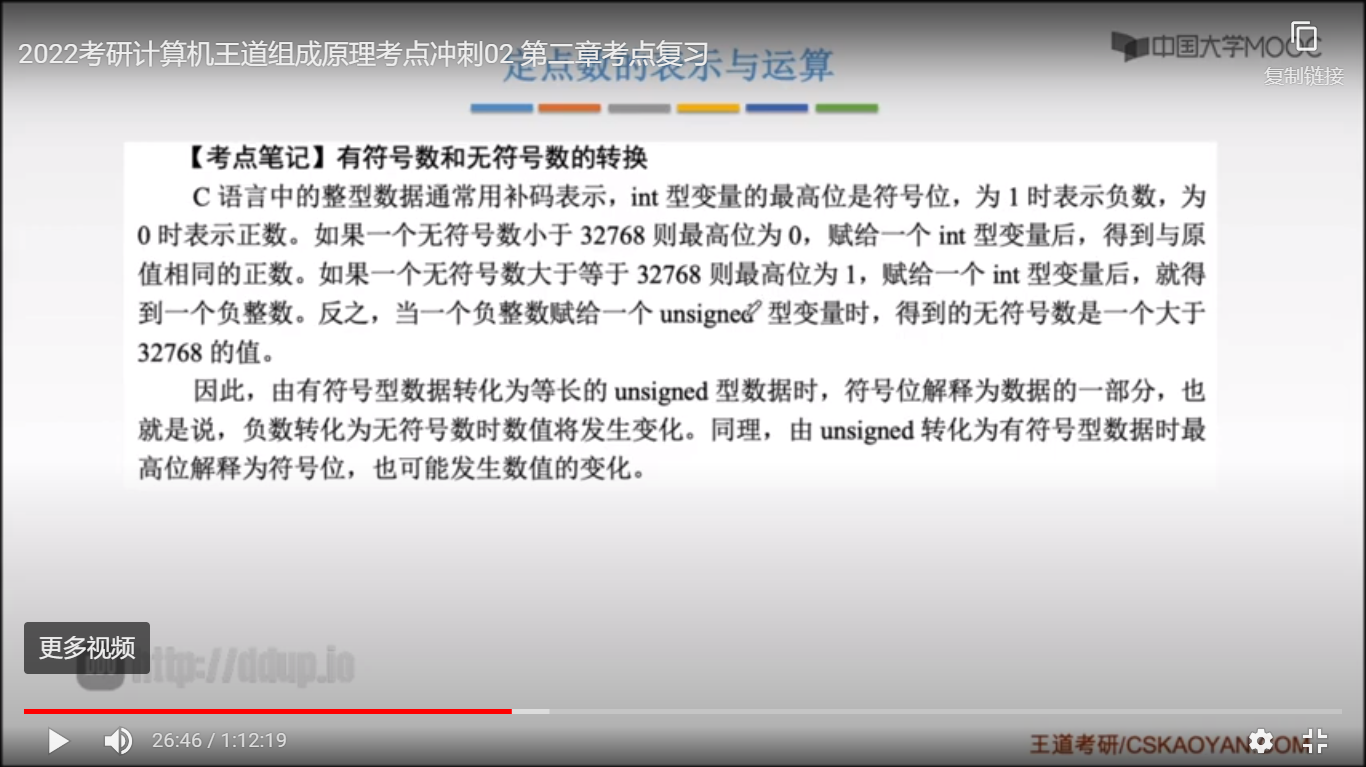 2022考研计算机王道组成原理考点冲刺02 第二章考点复习
中国大学MOOC
复制链接
定点数的表示与运算
【考点笔记】有符号数和无符号数的转换
C 语言中的整型数据通常用补码表示，int 型变量的最高位是符号位，为 1 时表示负数，为
0 时表示正数。如果一个无符号数小于 32768 则最高位为 0，赋给一个 int 型变量后，得到与原
值相同的正数。如果一个无符号数大于等于 32768 则最高位为 1，赋给一个 int 型变量后，就得
到一个负整数。反之，当一个负整数赋给一个 unsigned 型变量时，得到的无符号数是一个大于
32768 的值。
因此，由有符号型数据转化为等长的 unsigned 型数据时，符号位解释为数据的一部分，也
就是说，负数转化为无符号数时数值将发生变化。同理，由 unsigned 转化为有符号型数据时最
高位解释为符号位，也可能发生数值的变化。
更多视频
http://ddup.io
26:46 / 1:12:19
王道考研/CSKAOYAN.COM